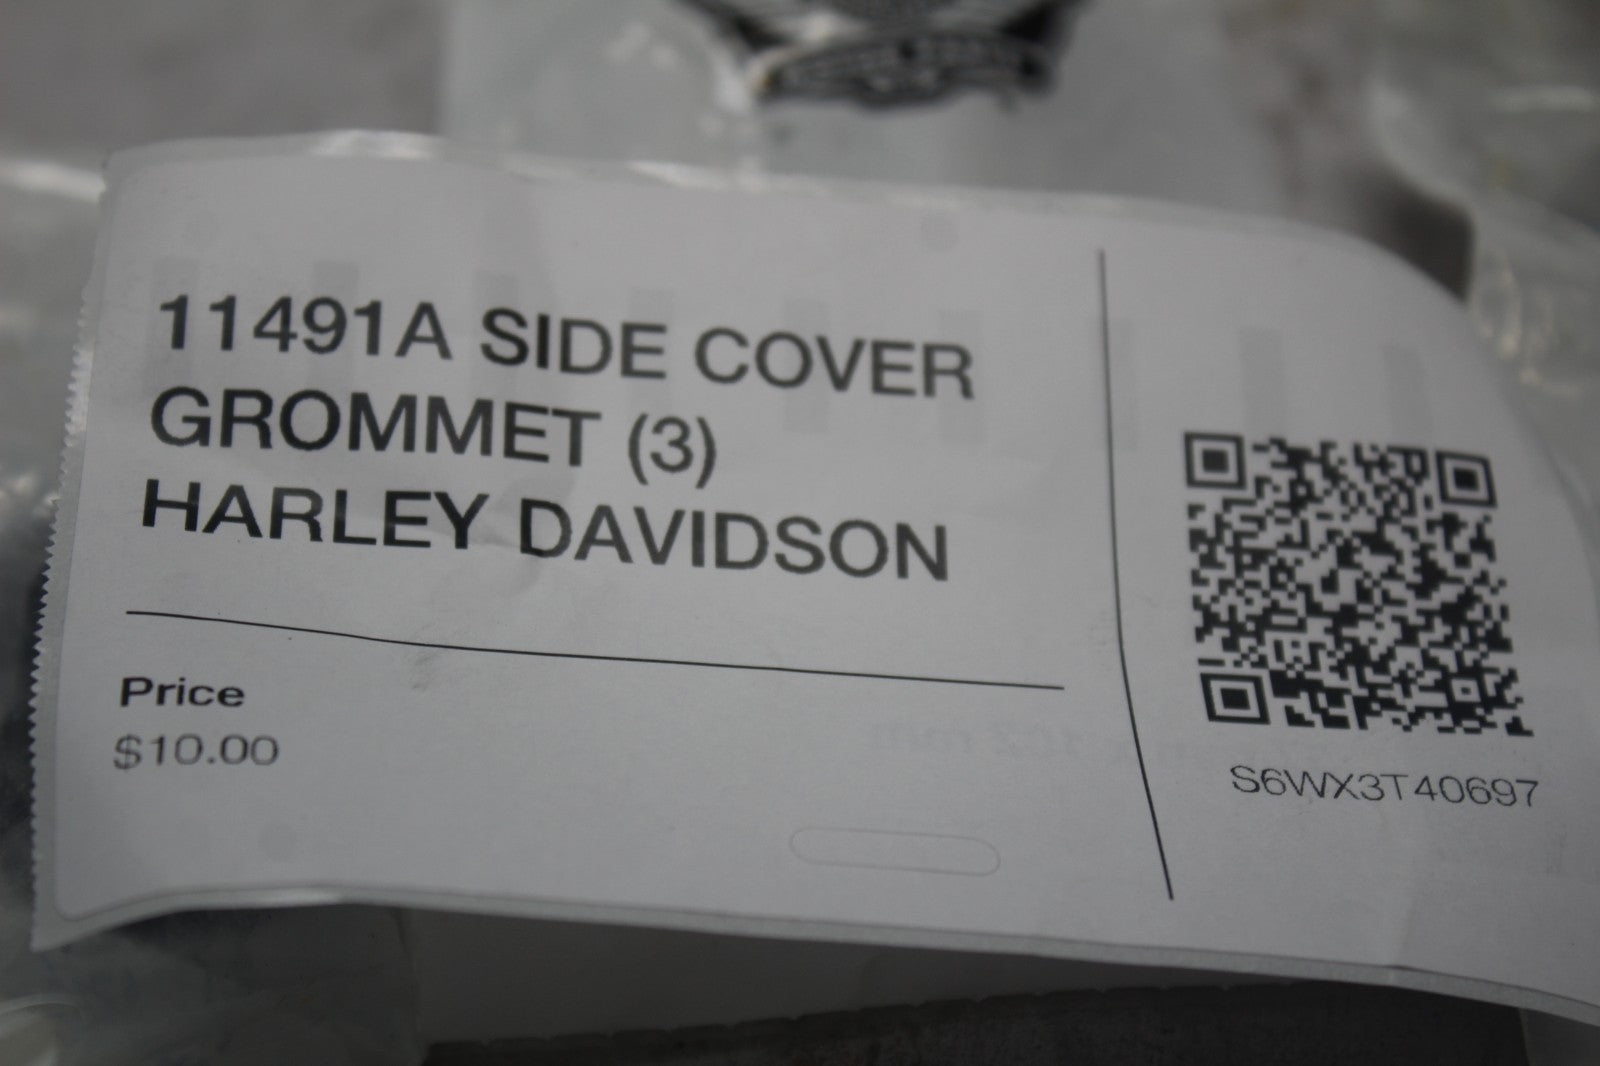 11491A SIDE COVER
GROMMET (3)
HARLEY DAVIDSON
Price
$10.00
S6WX3T40697